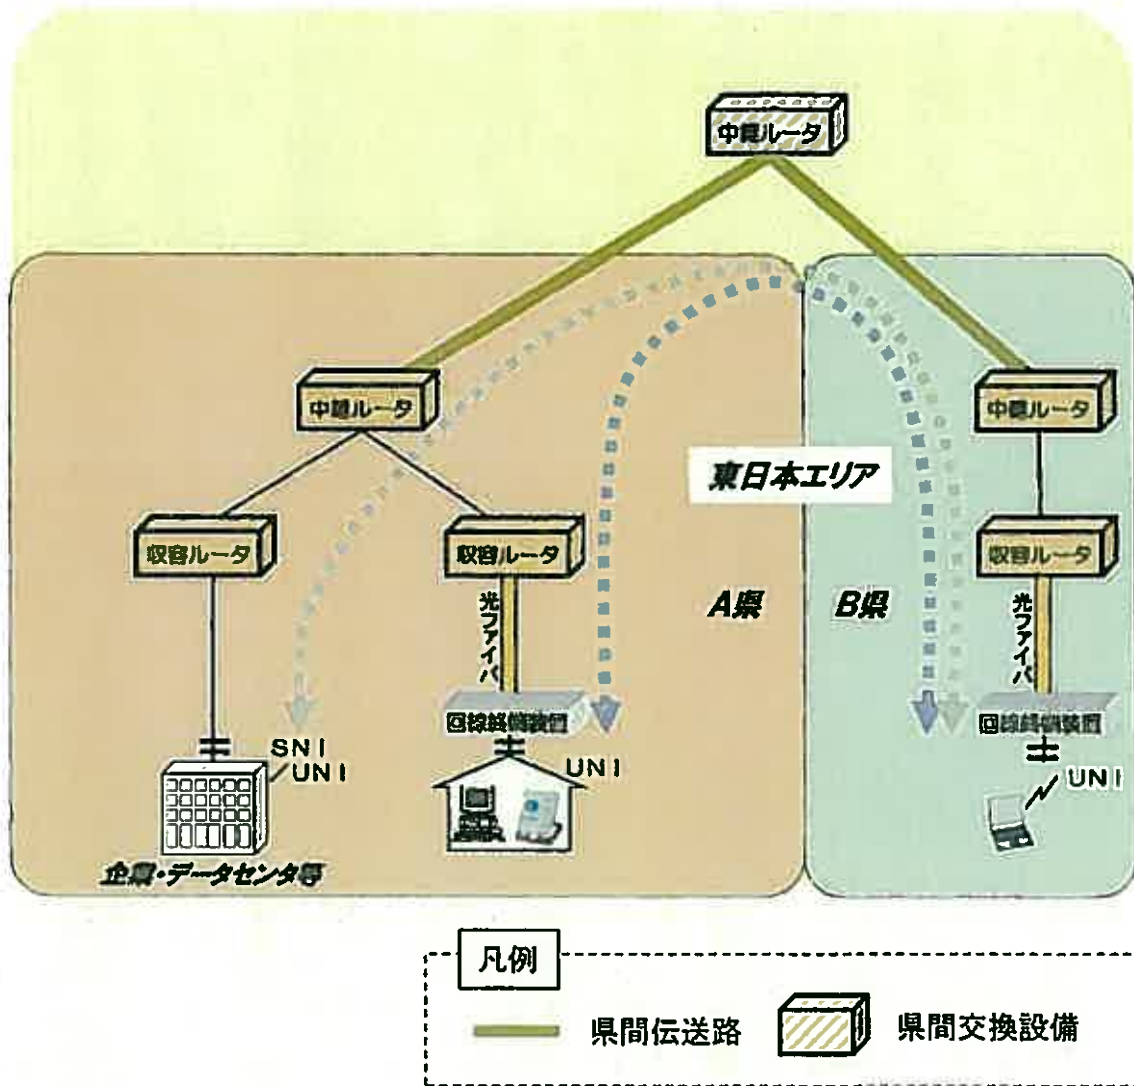 中継ルータ
中継ルータ
中継ルータ
東日本エリア
収容ルータ
収容ルータ
収容ルータ
A県
B県
光ファイバ
光ファイバ
回線終端装置
回線終端装置
SNI
UNI
UNI
UNI
企業・データセンタ等
凡例
県間伝送路
県間交換設備